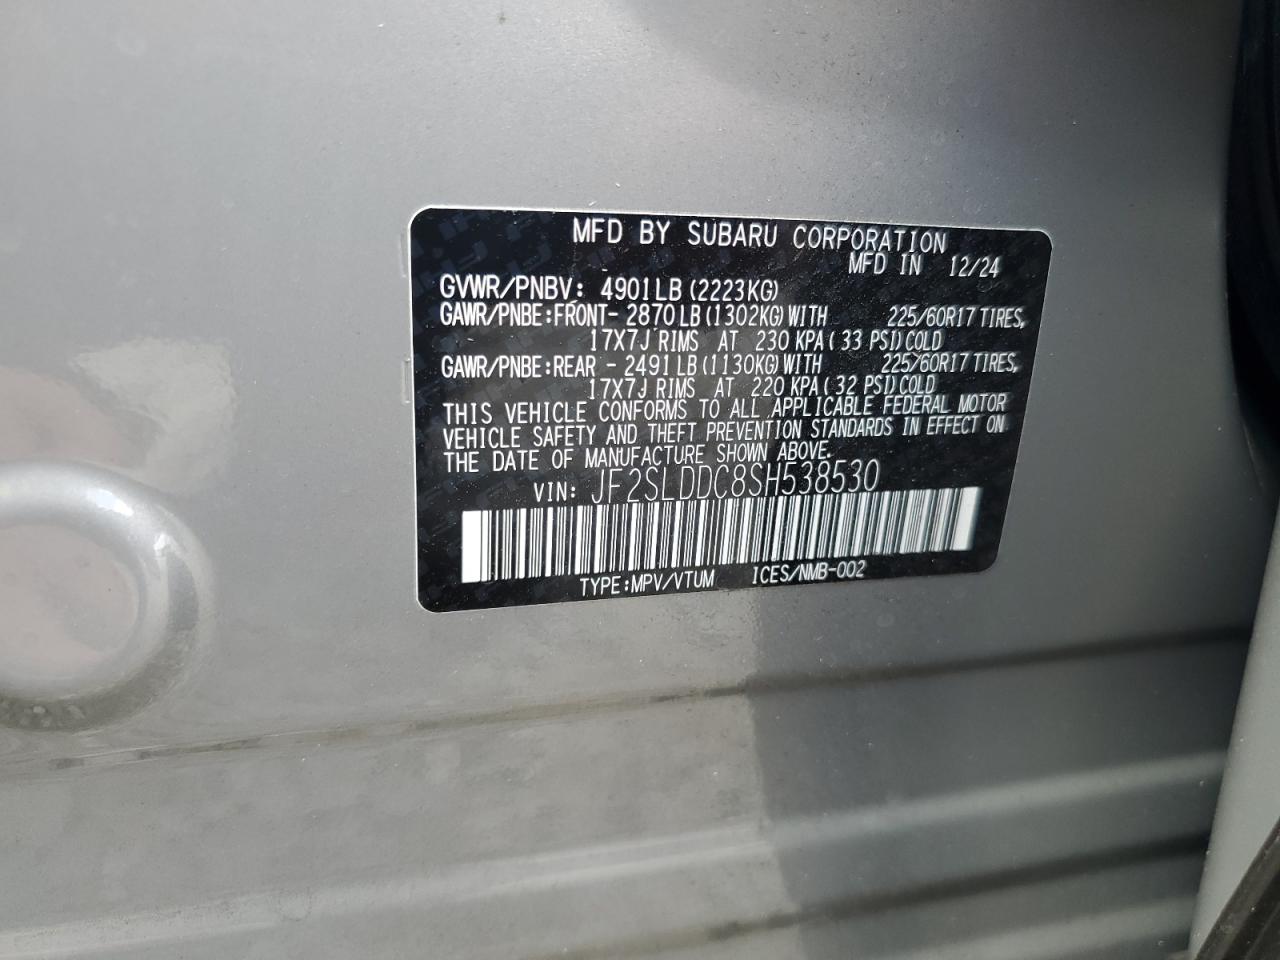 MFD BY SUBARU CORPORATION
MFD IN 12/24
GVWR/PNBV: 4901LB (2223KG)
GAWR/PNBE:FRONT- 2870LB (1302KG) WITH 225/60R17 TIRES,
17X7J RIMS AT 230 KPA ( 33 PSI) COLD
GAWR/PNBE:REAR - 2491LB (1130KG) WITH 225/60R17 TIRES,
17X7J RIMS AT 220 KPA ( 32 PSI) COLD
THIS VEHICLE CONFORMS TO ALL APPLICABLE FEDERAL MOTOR
VEHICLE SAFETY AND THEFT PREVENTION STANDARDS IN EFFECT ON
THE DATE OF MANUFACTURE SHOWN ABOVE.
VIN: JF2SLDDC8SH538530
TYPE:MPV/VTUM ICES/NMB-002